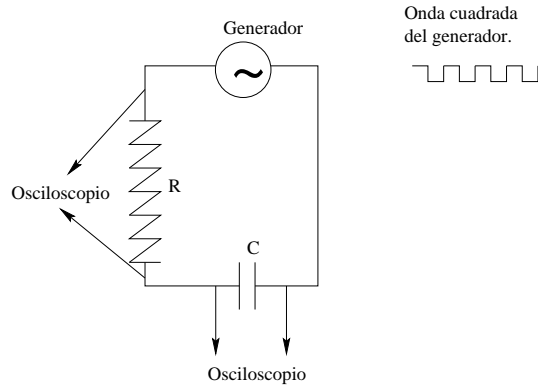 Onda cuadrada
del generador.
Generador
~
Osciloscopio
R
C
Osciloscopio